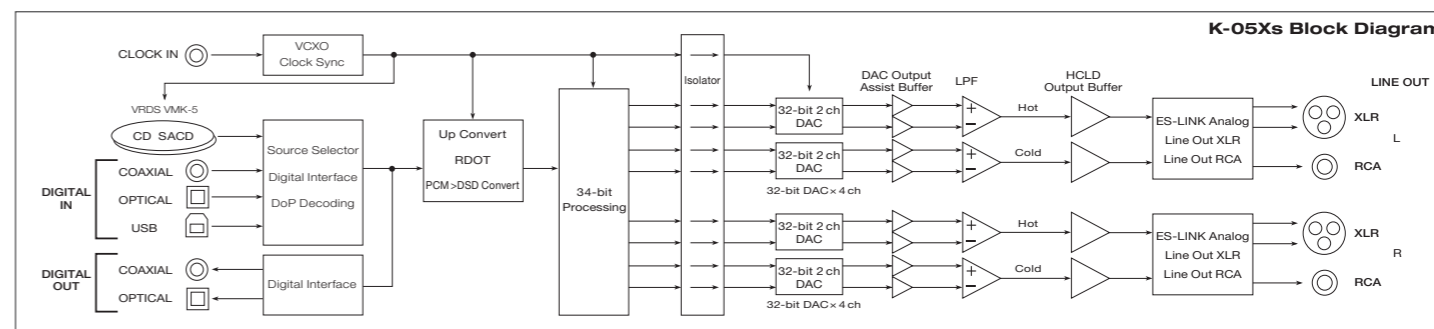 K-05Xs Block Diagram
CLOCK IN
VCXO
Clock Sync
VRDS VMK-5
CD SACD
DIGITAL
IN
COAXIAL
OPTICAL
USB
Source Selector
Digital Interface
DoP Decoding
DIGITAL
OUT
COAXIAL
OPTICAL
Digital Interface
Up Convert
RDOT
PCM>DSD Convert
34-bit
Processing
Isolator
DAC Output
Assist Buffer
LPF
HCLD
Output Buffer
LINE OUT
32-bit 2 ch
DAC
+
−
Hot
32-bit 2 ch
DAC
+
−
Cold
32-bit DAC×4 ch
ES-LINK Analog
Line Out XLR
Line Out RCA
XLR
L
RCA
32-bit 2 ch
DAC
+
−
Hot
32-bit 2 ch
DAC
+
−
Cold
32-bit DAC×4 ch
ES-LINK Analog
Line Out XLR
Line Out RCA
XLR
R
RCA